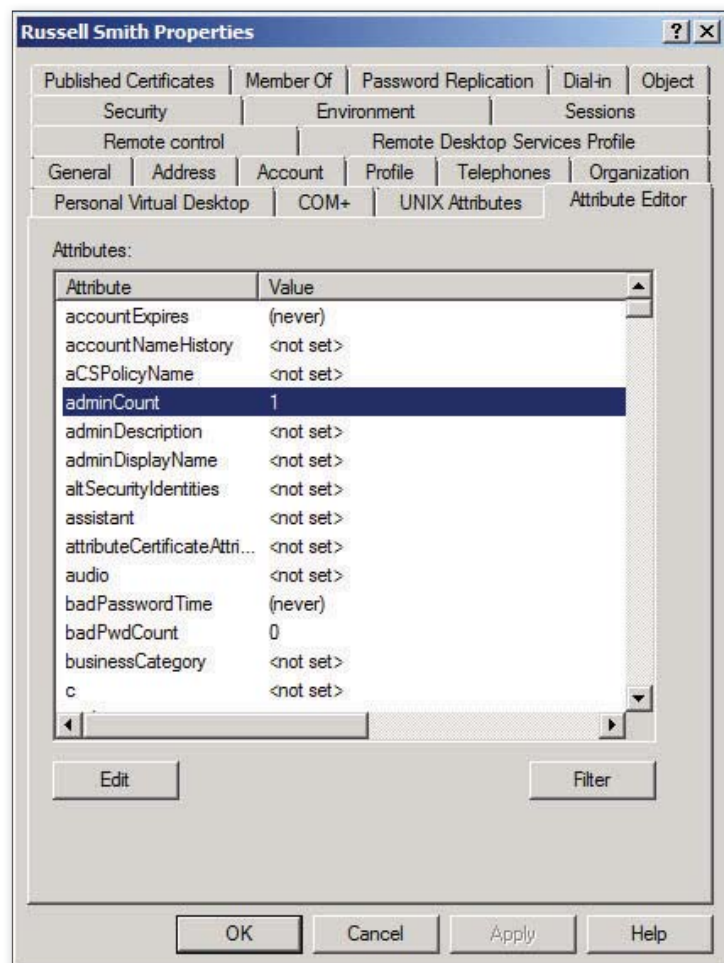 Russell Smith Properties
Published Certificates Member Of Password Replication Dial-in Object
Security Environment Sessions
Remote control Remote Desktop Services Profile
General Address Account Profile Telephones Organization
Personal Virtual Desktop COM+ UNIX Attributes Attribute Editor
Attributes:
Attribute Value
accountExpires (never)
accountNameHistory <not set>
aCSPolicyName <not set>
adminCount 1
adminDescription <not set>
adminDisplayName <not set>
altSecurityIdentities <not set>
assistant <not set>
attributeCertificateAttri... <not set>
audio <not set>
badPasswordTime (never)
badPwdCount 0
businessCategory <not set>
c <not set>
Edit Filter
OK Cancel Apply Help